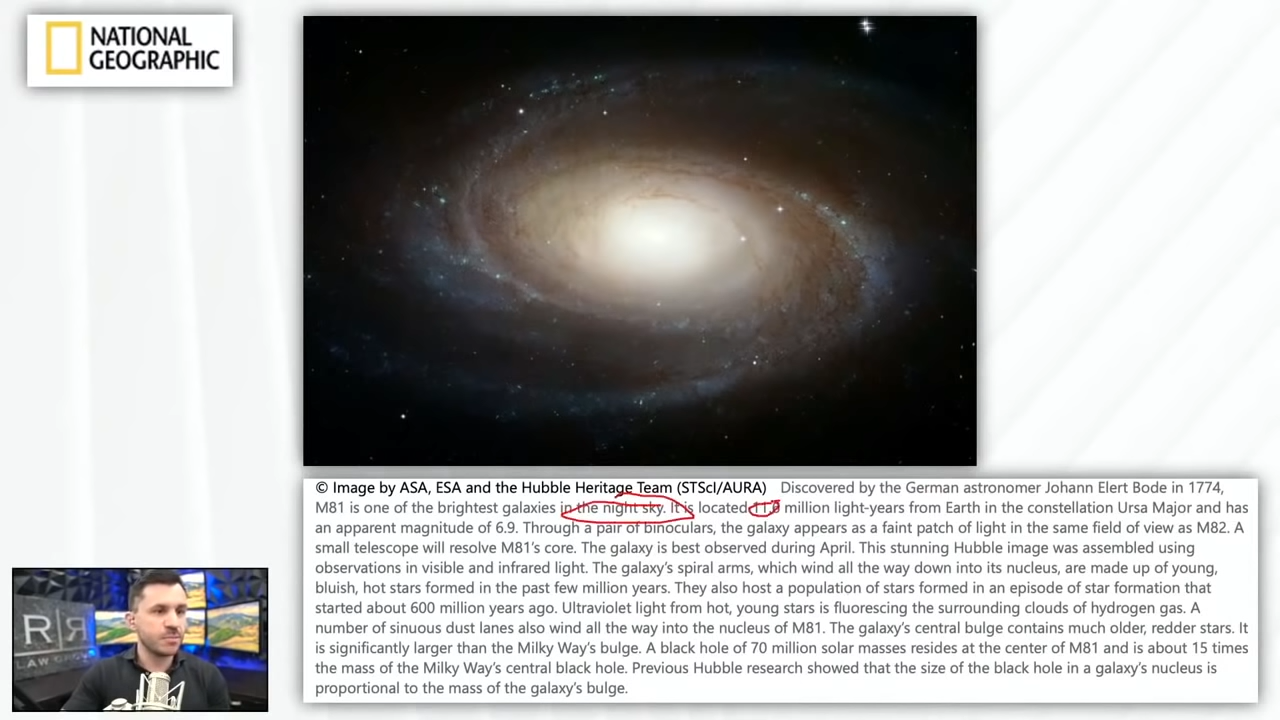 NATIONAL
GEOGRAPHIC
© Image by ASA, ESA and the Hubble Heritage Team (STScl/AURA) Discovered by the German astronomer Johann Elert Bode in 1774,
M81 is one of the brightest galaxies in the night sky. It is located 11.6 million light-years from Earth in the constellation Ursa Major and has
an apparent magnitude of 6.9. Through a pair of binoculars, the galaxy appears as a faint patch of light in the same field of view as M82. A
small telescope will resolve M81's core. The galaxy is best observed during April. This stunning Hubble image was assembled using
observations in visible and infrared light. The galaxy's spiral arms, which wind all the way down into its nucleus, are made up of young,
bluish, hot stars formed in the past few million years. They also host a population of stars formed in an episode of star formation that
started about 600 million years ago. Ultraviolet light from hot, young stars is fluorescing the surrounding clouds of hydrogen gas. A
number of sinuous dust lanes also wind all the way into the nucleus of M81. The galaxy's central bulge contains much older, redder stars. It
is significantly larger than the Milky Way's bulge. A black hole of 70 million solar masses resides at the center of M81 and is about 15 times
the mass of the Milky Way's central black hole. Previous Hubble research showed that the size of the black hole in a galaxy's nucleus is
proportional to the mass of the galaxy's bulge.
R|R
LAW GROUP